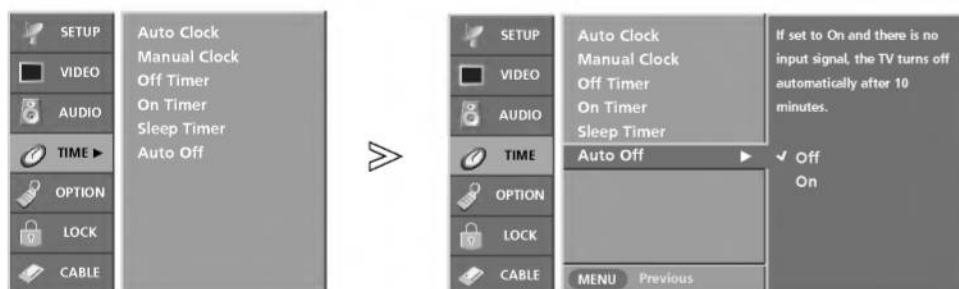 SETUP
VIDEO
AUDIO
TIME
OPTION
LOCK
CABLE
Auto Clock
Manual Clock
Off Timer
On Timer
Sleep Timer
Auto Off
SETUP
VIDEO
AUDIO
TIME
OPTION
LOCK
CABLE
Auto Clock
Manual Clock
Off Timer
On Timer
Sleep Timer
Auto Off
MENU Previous
If set to On and there is no
input signal, the TV turns off
automatically after 10
minutes.
Off
On